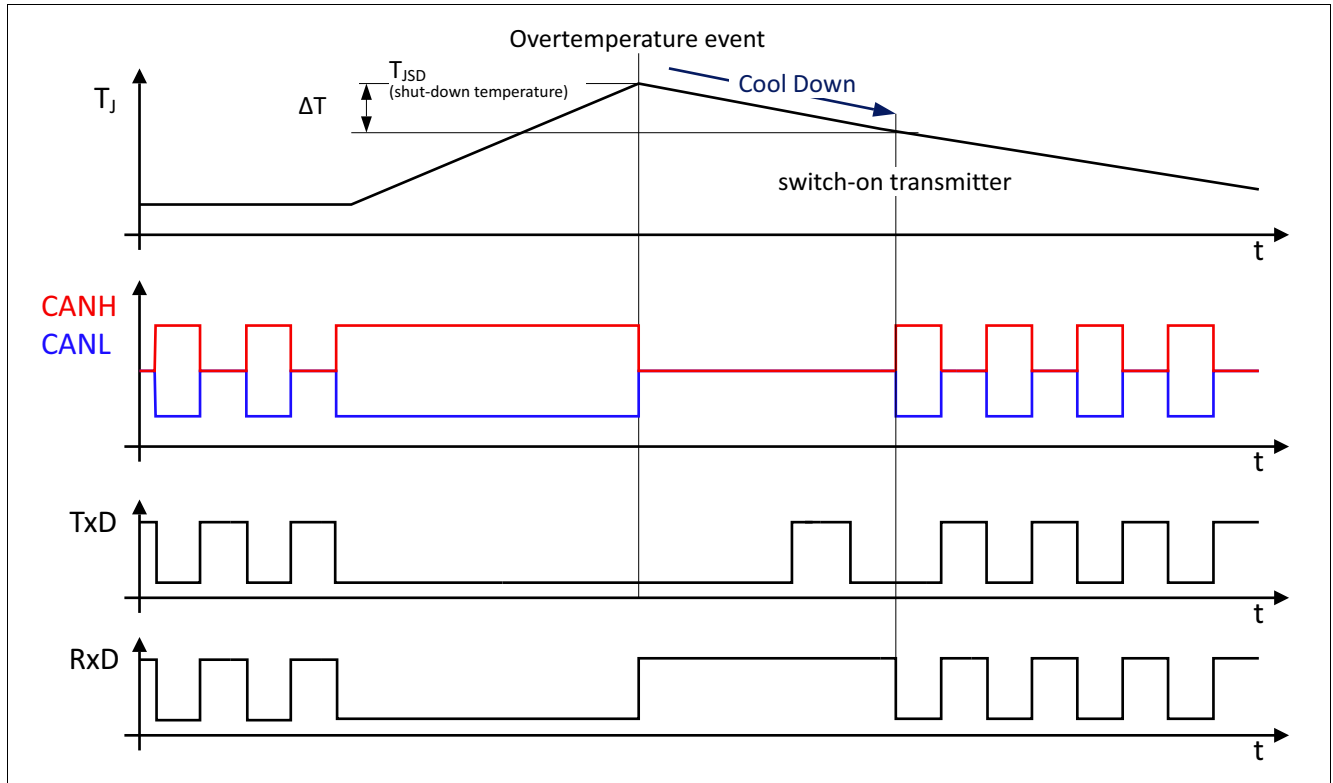 Overtemperature event
T_J
T_JSD
(shut-down temperature)
ΔT
Cool Down
switch-on transmitter
t
CANH
CANL
t
TxD
t
RxD
t